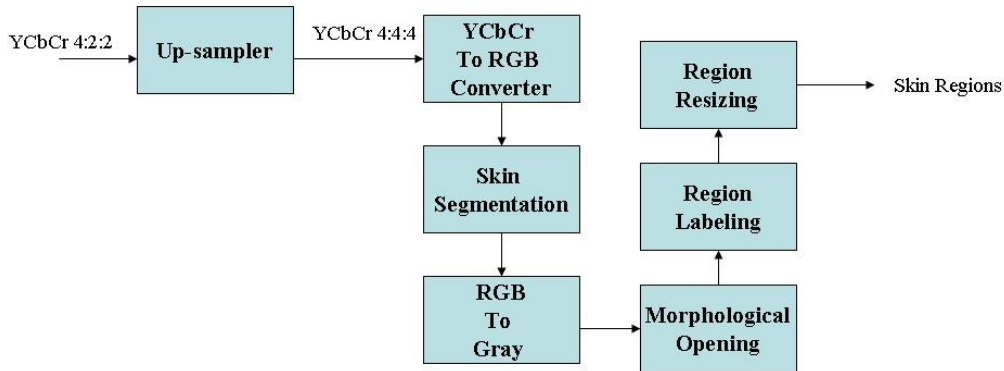 YCbCr 4:2:2
Up-sampler
YCbCr 4:4:4
YCbCr
To RGB
Converter
Skin
Segmentation
RGB
To
Gray
Morphological
Opening
Region
Labeling
Region
Resizing
Skin Regions